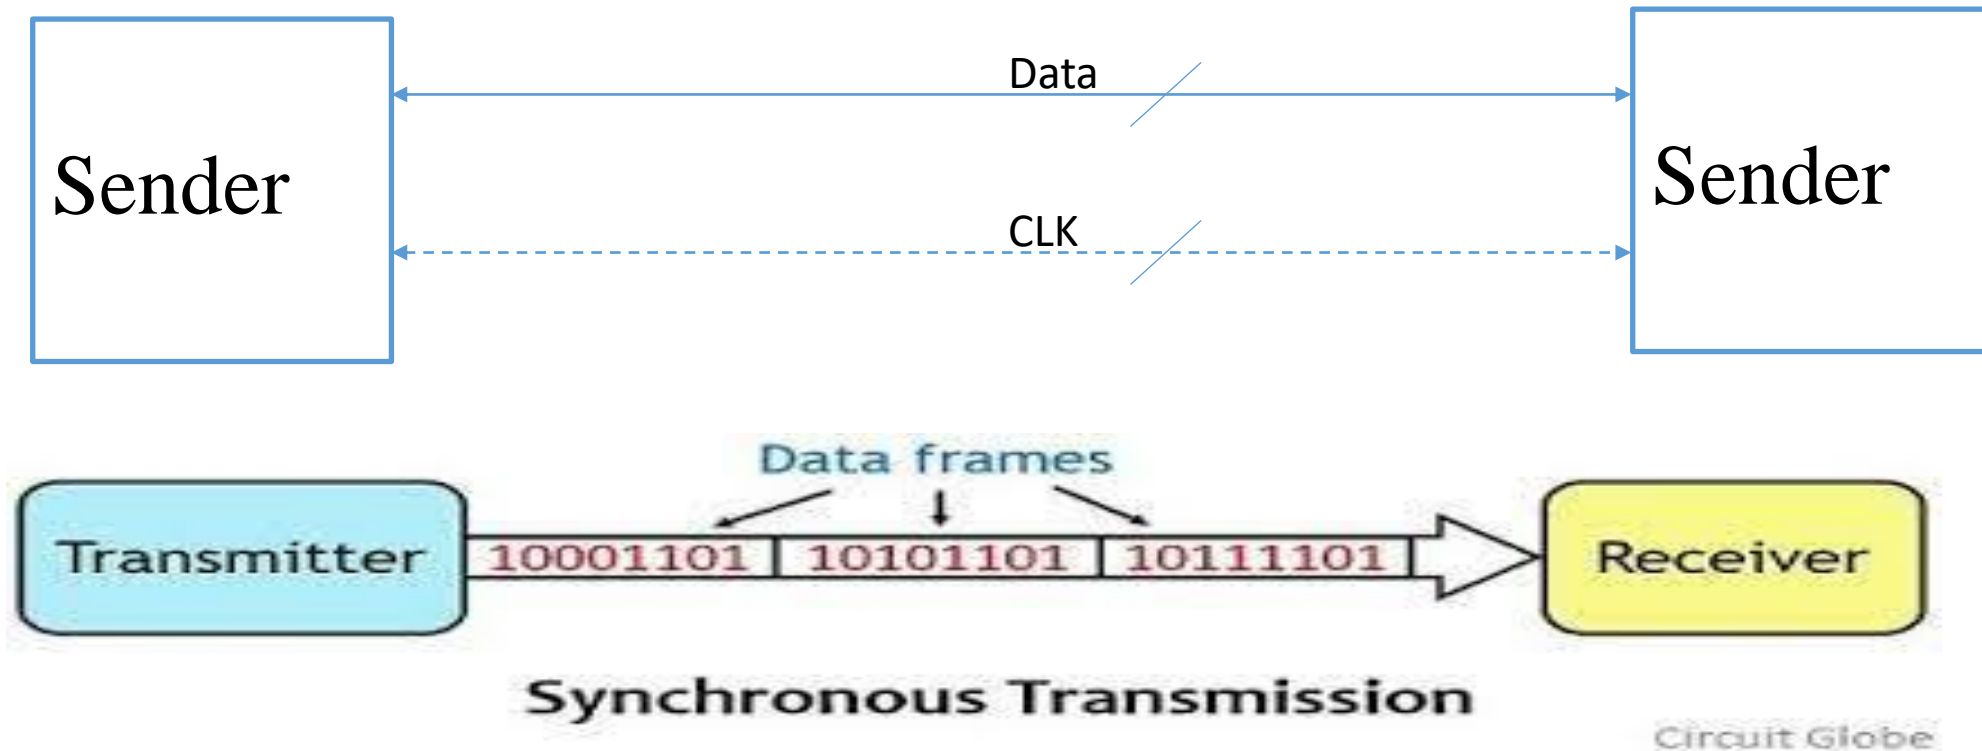 Data
Sender
Sender
CLK
Data frames
Transmitter
10001101 10101101 10111101
Receiver
Synchronous Transmission
Circuit Globe